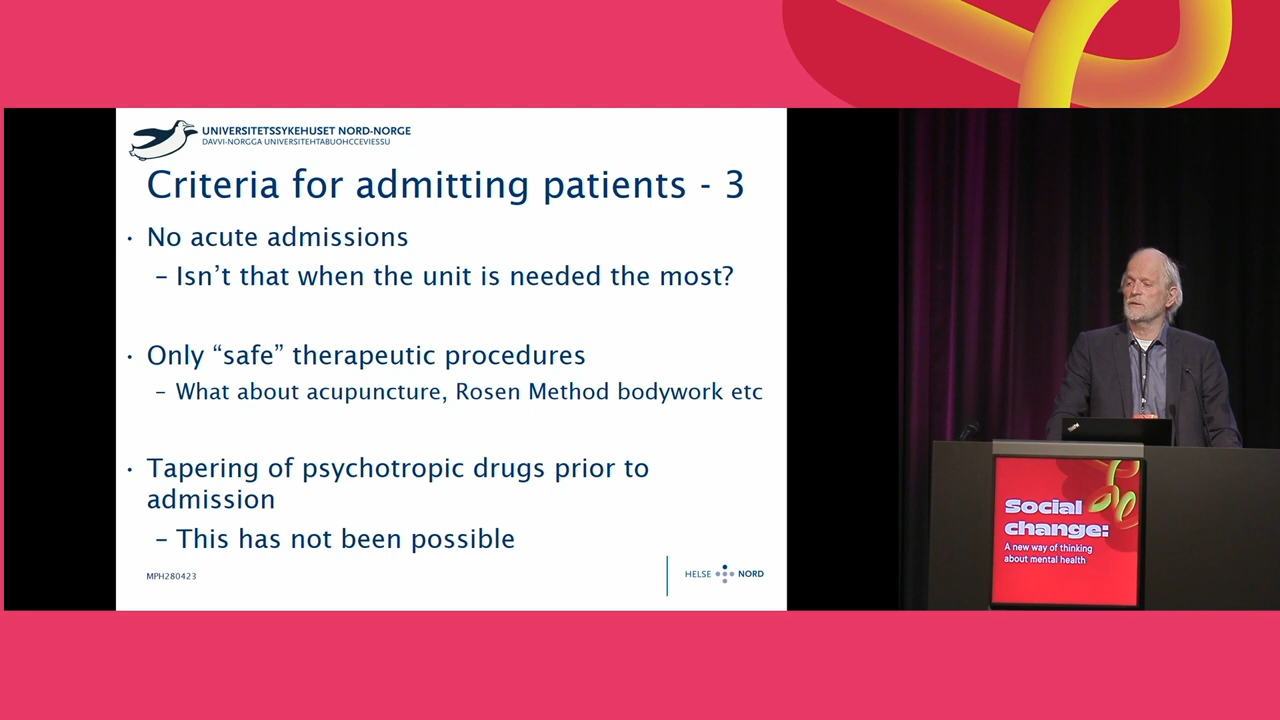 UNIVERSITETSSYKEHUSET NORD-NORGE
DAVVI-NORGGA UNIVERSITEHTABUOHCCEVIESSU
Criteria for admitting patients - 3
• No acute admissions
– Isn’t that when the unit is needed the most?
• Only “safe” therapeutic procedures
– What about acupuncture, Rosen Method bodywork etc
• Tapering of psychotropic drugs prior to
admission
– This has not been possible
MPH280423
HELSE NORD
Social
change:
A new way of thinking
about mental health